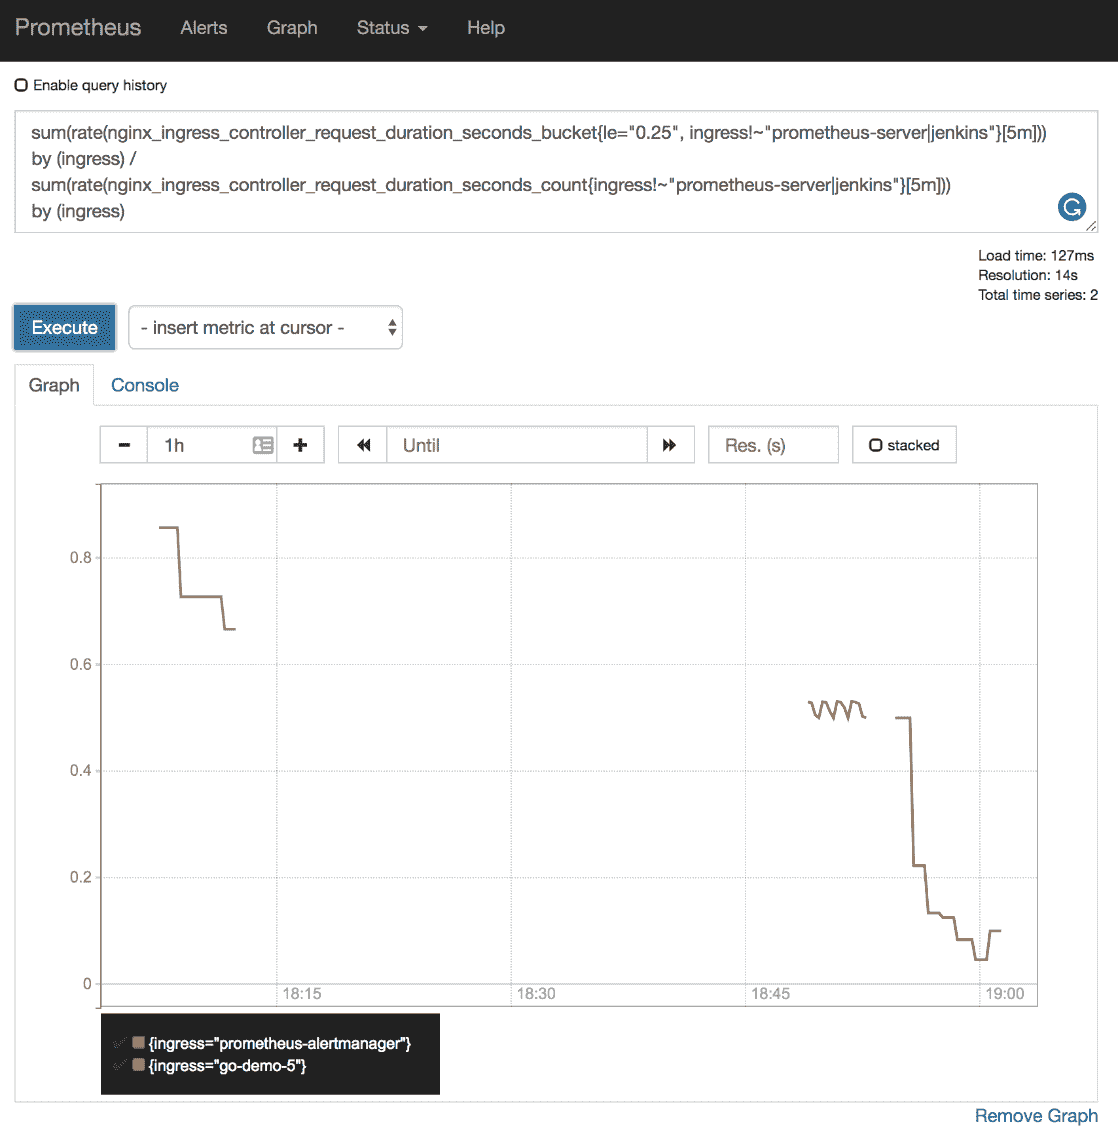 Prometheus Alerts Graph Status Help
Enable query history
sum(rate(nginx_ingress_controller_request_duration_seconds_bucket{le="0.25", ingress!~"prometheus-server|jenkins"}[5m]))
by (ingress) /
sum(rate(nginx_ingress_controller_request_duration_seconds_count{ingress!~"prometheus-server|jenkins"}[5m]))
by (ingress)
Load time: 127ms
Resolution: 14s
Total time series: 2
Execute - insert metric at cursor -
Graph Console
1h Until Res. (s) stacked
0.8
0.6
0.4
0.2
0
18:15 18:30 18:45 19:00
{ingress="prometheus-alertmanager"}
{ingress="go-demo-5"}
Remove Graph